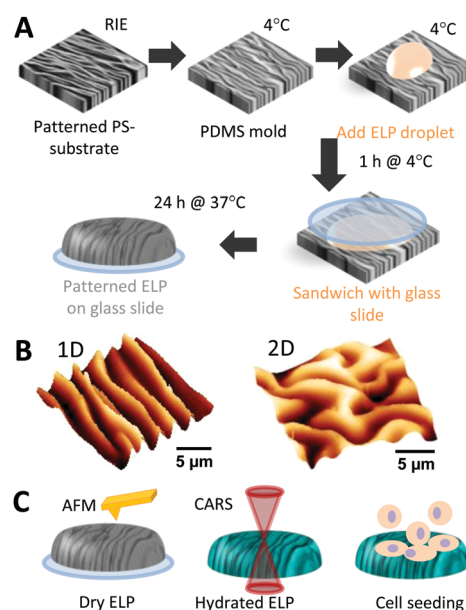 A
RIE
4°C
4°C
Patterned PS-
substrate
PDMS mold
Add ELP droplet
1 h @ 4°C
24 h @ 37°C
Patterned ELP
on glass slide
Sandwich with glass
slide
B
1D
2D
5 µm
5 µm
C
AFM
CARS
Dry ELP
Hydrated ELP
Cell seeding